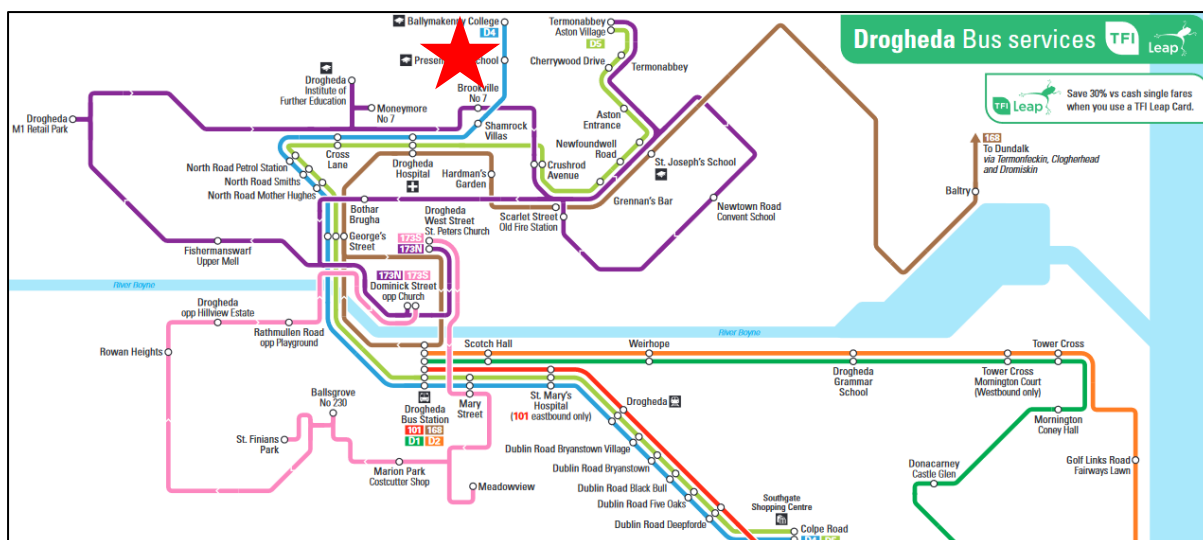 Drogheda Bus services TFI Leap
TFI Leap
Save 30% vs cash single fares
when you use a TFI Leap Card.
Ballymakenny College
D4
School
Termonabbey
Aston Village
D5
Cherrywood Drive
Termonabbey
Drogheda
Institute of
Further Education
Moneymore
No 7
Brookville
No 7
Drogheda
M1 Retail Park
Shamrock
Villas
Aston
Entrance
Newfoundwell
Road
168
To Dundalk
via Termonfeckin, Clogherhead
and Dromiskin
Cross
Lane
North Road Petrol Station
North Road Smiths
North Road Mother Hughes
Drogheda
Hospital
Hardman's
Garden
Crushrod
Avenue
St. Joseph's School
Baltry
Grennan's Bar
Newtown Road
Convent School
Bothar
Brugha
Drogheda
West Street
St. Peters Church
173S
173N
Scarlet Street
Old Fire Station
George's
Street
Fishermanswarf
Upper Mell
173N 173S
Dominick Street
opp Church
River Boyne
River Boyne
Drogheda
opp Hillview Estate
Rathmullen Road
opp Playground
Rowan Heights
Scotch Hall
Weirhope
Tower Cross
Drogheda
Grammar
School
Tower Cross
Mornington Court
(Westbound only)
Ballsgrove
No 230
Drogheda
Bus Station
101 168
D1 D2
Mary
Street
St. Mary's
Hospital
(101
eastbound only)
Drogheda
Mornington
Coney Hall
St. Finians
Park
Marion Park
Costcutter Shop
Meadowview
Dublin Road Bryanstown Village
Dublin Road Bryanstown
Dublin Road Black Bull
Dublin Road Five Oaks
Dublin Road Deepforde
Southgate
Shopping Centre
Colpe Road
Donacarney
Castle Glen
Golf Links Road
Fairways Lawn